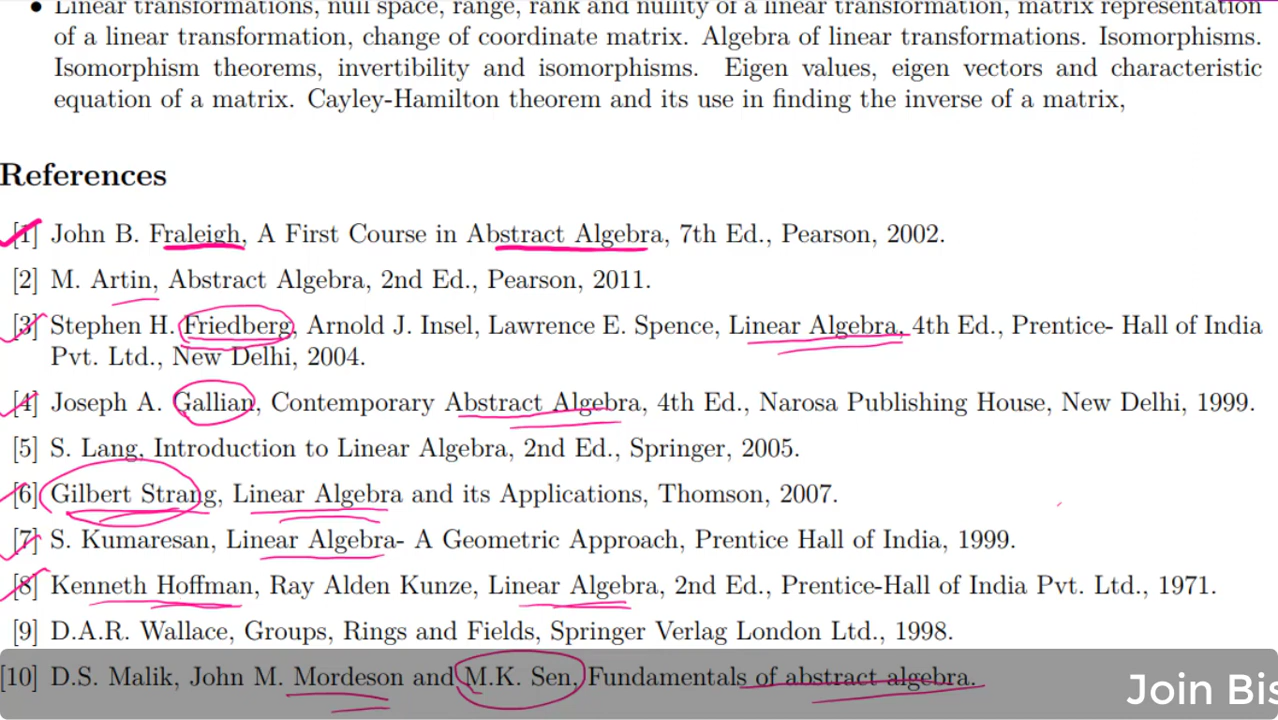 • Linear transformations, null space, range, rank and nullity of a linear transformation, matrix representation
of a linear transformation, change of coordinate matrix. Algebra of linear transformations. Isomorphisms.
Isomorphism theorems, invertibility and isomorphisms. Eigen values, eigen vectors and characteristic
equation of a matrix. Cayley-Hamilton theorem and its use in finding the inverse of a matrix,
References
[1] John B. Fraleigh, A First Course in Abstract Algebra, 7th Ed., Pearson, 2002.
[2] M. Artin, Abstract Algebra, 2nd Ed., Pearson, 2011.
[3] Stephen H. Friedberg, Arnold J. Insel, Lawrence E. Spence, Linear Algebra, 4th Ed., Prentice- Hall of India
Pvt. Ltd., New Delhi, 2004.
[4] Joseph A. Gallian, Contemporary Abstract Algebra, 4th Ed., Narosa Publishing House, New Delhi, 1999.
[5] S. Lang, Introduction to Linear Algebra, 2nd Ed., Springer, 2005.
[6] Gilbert Strang, Linear Algebra and its Applications, Thomson, 2007.
[7] S. Kumaresan, Linear Algebra- A Geometric Approach, Prentice Hall of India, 1999.
[8] Kenneth Hoffman, Ray Alden Kunze, Linear Algebra, 2nd Ed., Prentice-Hall of India Pvt. Ltd., 1971.
[9] D.A.R. Wallace, Groups, Rings and Fields, Springer Verlag London Ltd., 1998.
[10] D.S. Malik, John M. Mordeson and M.K. Sen, Fundamentals of abstract algebra.
Join Bis